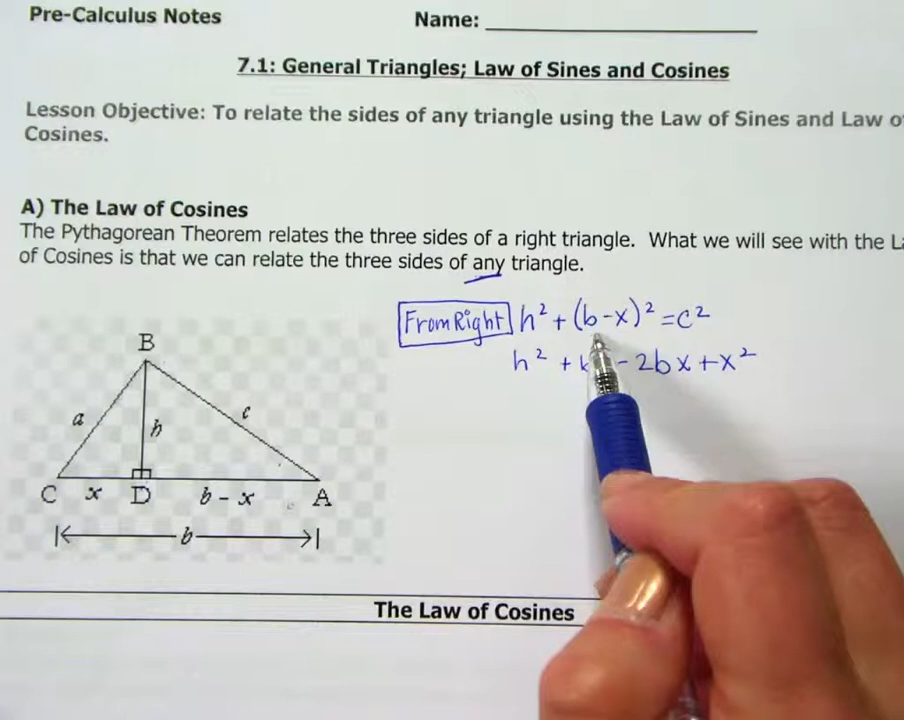 Pre-Calculus Notes Name:
7.1: General Triangles; Law of Sines and Cosines
Lesson Objective: To relate the sides of any triangle using the Law of Sines and Law of
Cosines.
A) The Law of Cosines
The Pythagorean Theorem relates the three sides of a right triangle. What we will see with the
of Cosines is that we can relate the three sides of any triangle.
From Right h² + (b-x)² = c²
h² + - 2bx + x²
B
a h c
C x D b - x A
b
The Law of Cosines